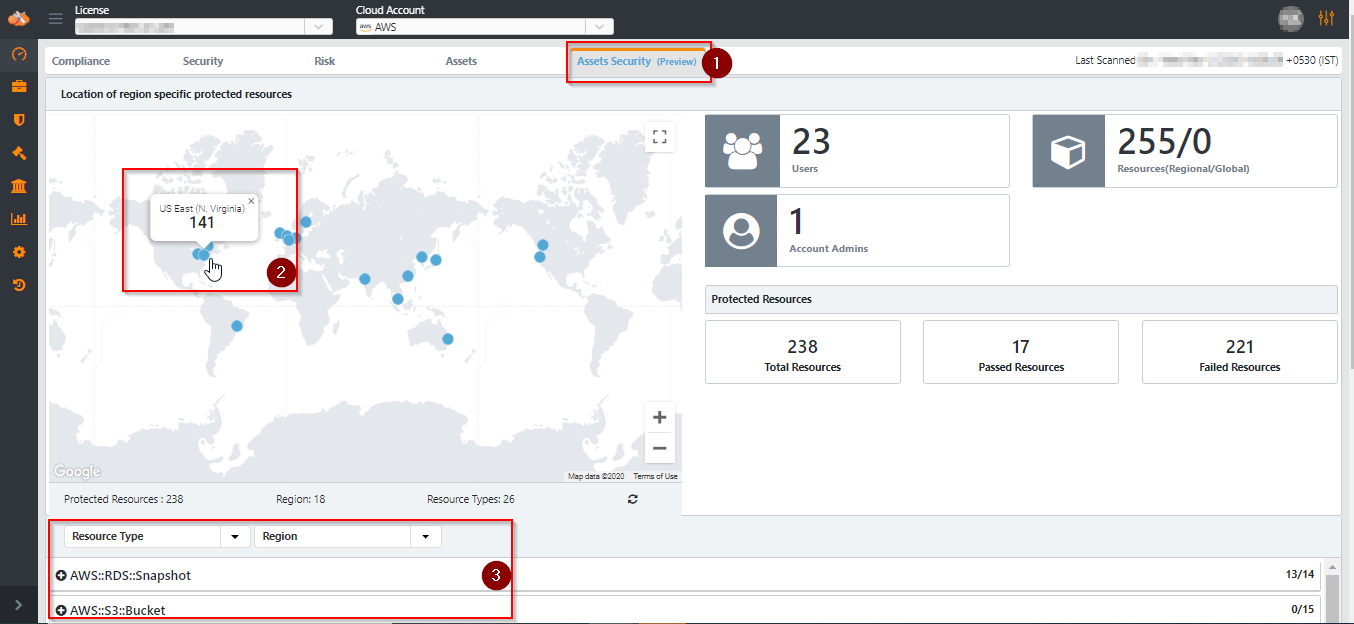 License
Cloud Account
aws AWS
Compliance
Security
Risk
Assets
Assets Security (Preview)
1
Last Scanned
+0530 (IST)
Location of region specific protected resources
US East (N. Virginia)
141
2
23
Users
255/0
Resources(Regional/Global)
1
Account Admins
Protected Resources
238
Total Resources
17
Passed Resources
221
Failed Resources
Google
Map data ©2020
Terms of Use
Protected Resources : 238
Region: 18
Resource Types: 26
Resource Type
Region
3
AWS::RDS::Snapshot
13/14
AWS::S3::Bucket
0/15